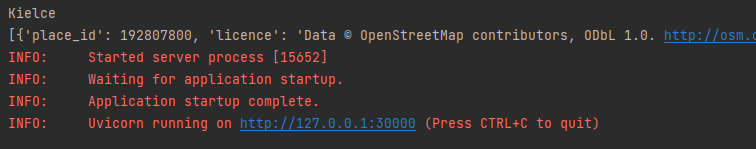 Kielce
[{'place_id': 192807800, 'licence': 'Data © OpenStreetMap contributors, ODbL 1.0. http://osm.
INFO:     Started server process [15652]
INFO:     Waiting for application startup.
INFO:     Application startup complete.
INFO:     Uvicorn running on http://127.0.0.1:30000 (Press CTRL+C to quit)